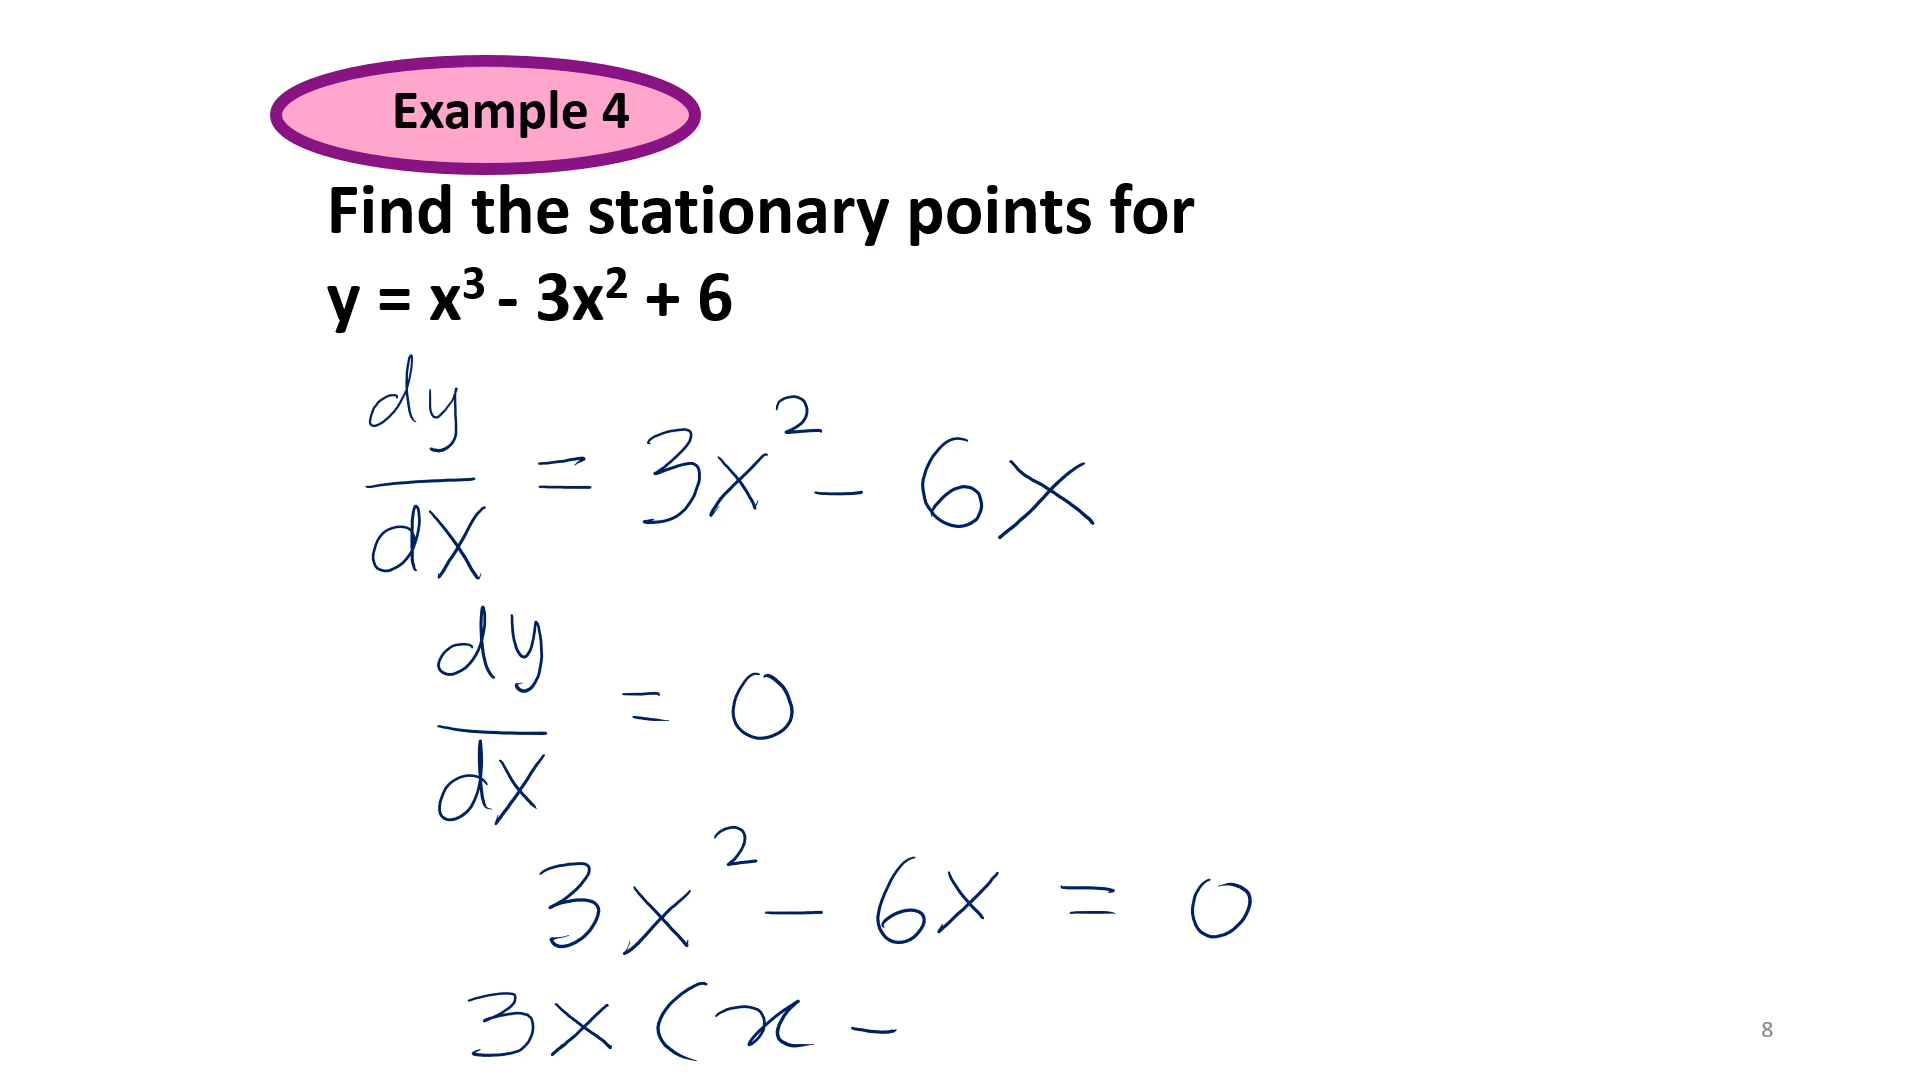 Example 4
Find the stationary points for
y = x³ - 3x² + 6
dy/dx = 3x² - 6x
dy/dx = 0
3x² - 6x = 0
3x (x -
8